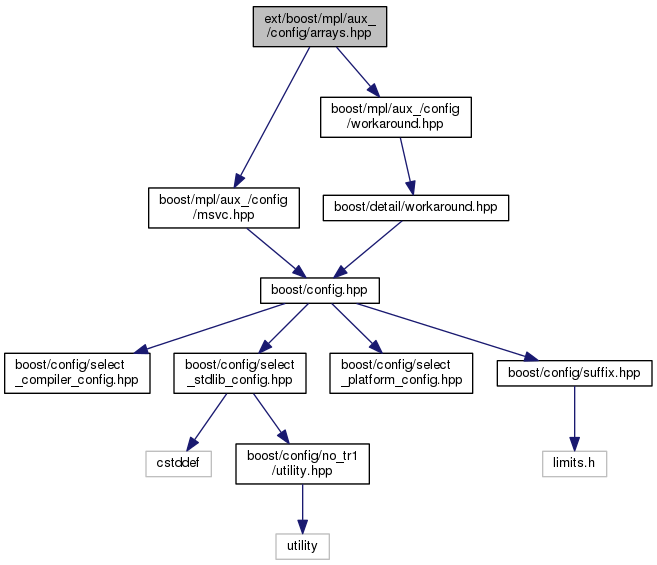 ext/boost/mpl/aux_
/config/arrays.hpp
boost/mpl/aux_/config
/workaround.hpp
boost/mpl/aux_/config
/msvc.hpp
boost/detail/workaround.hpp
boost/config.hpp
boost/config/select
_compiler_config.hpp
boost/config/select
_stdlib_config.hpp
boost/config/select
_platform_config.hpp
boost/config/suffix.hpp
cstddef
boost/config/no_tr1
/utility.hpp
limits.h
utility